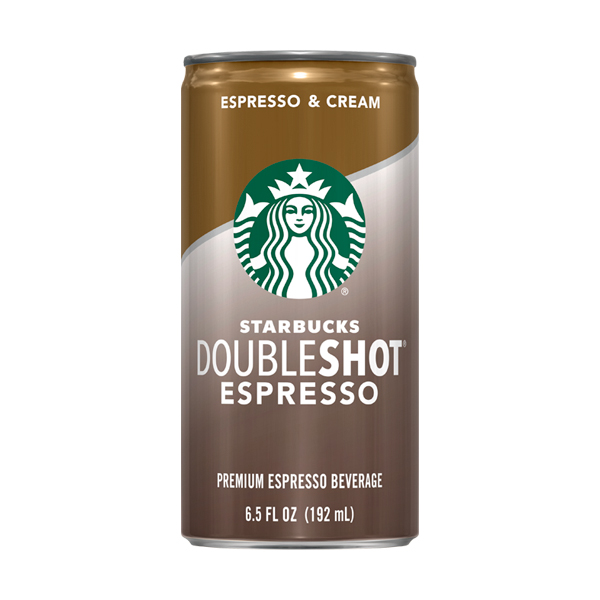 ESPRESSO & CREAM
®
STARBUCKS
DOUBLESHOT®
ESPRESSO
PREMIUM ESPRESSO BEVERAGE
6.5 FL OZ (192 mL)